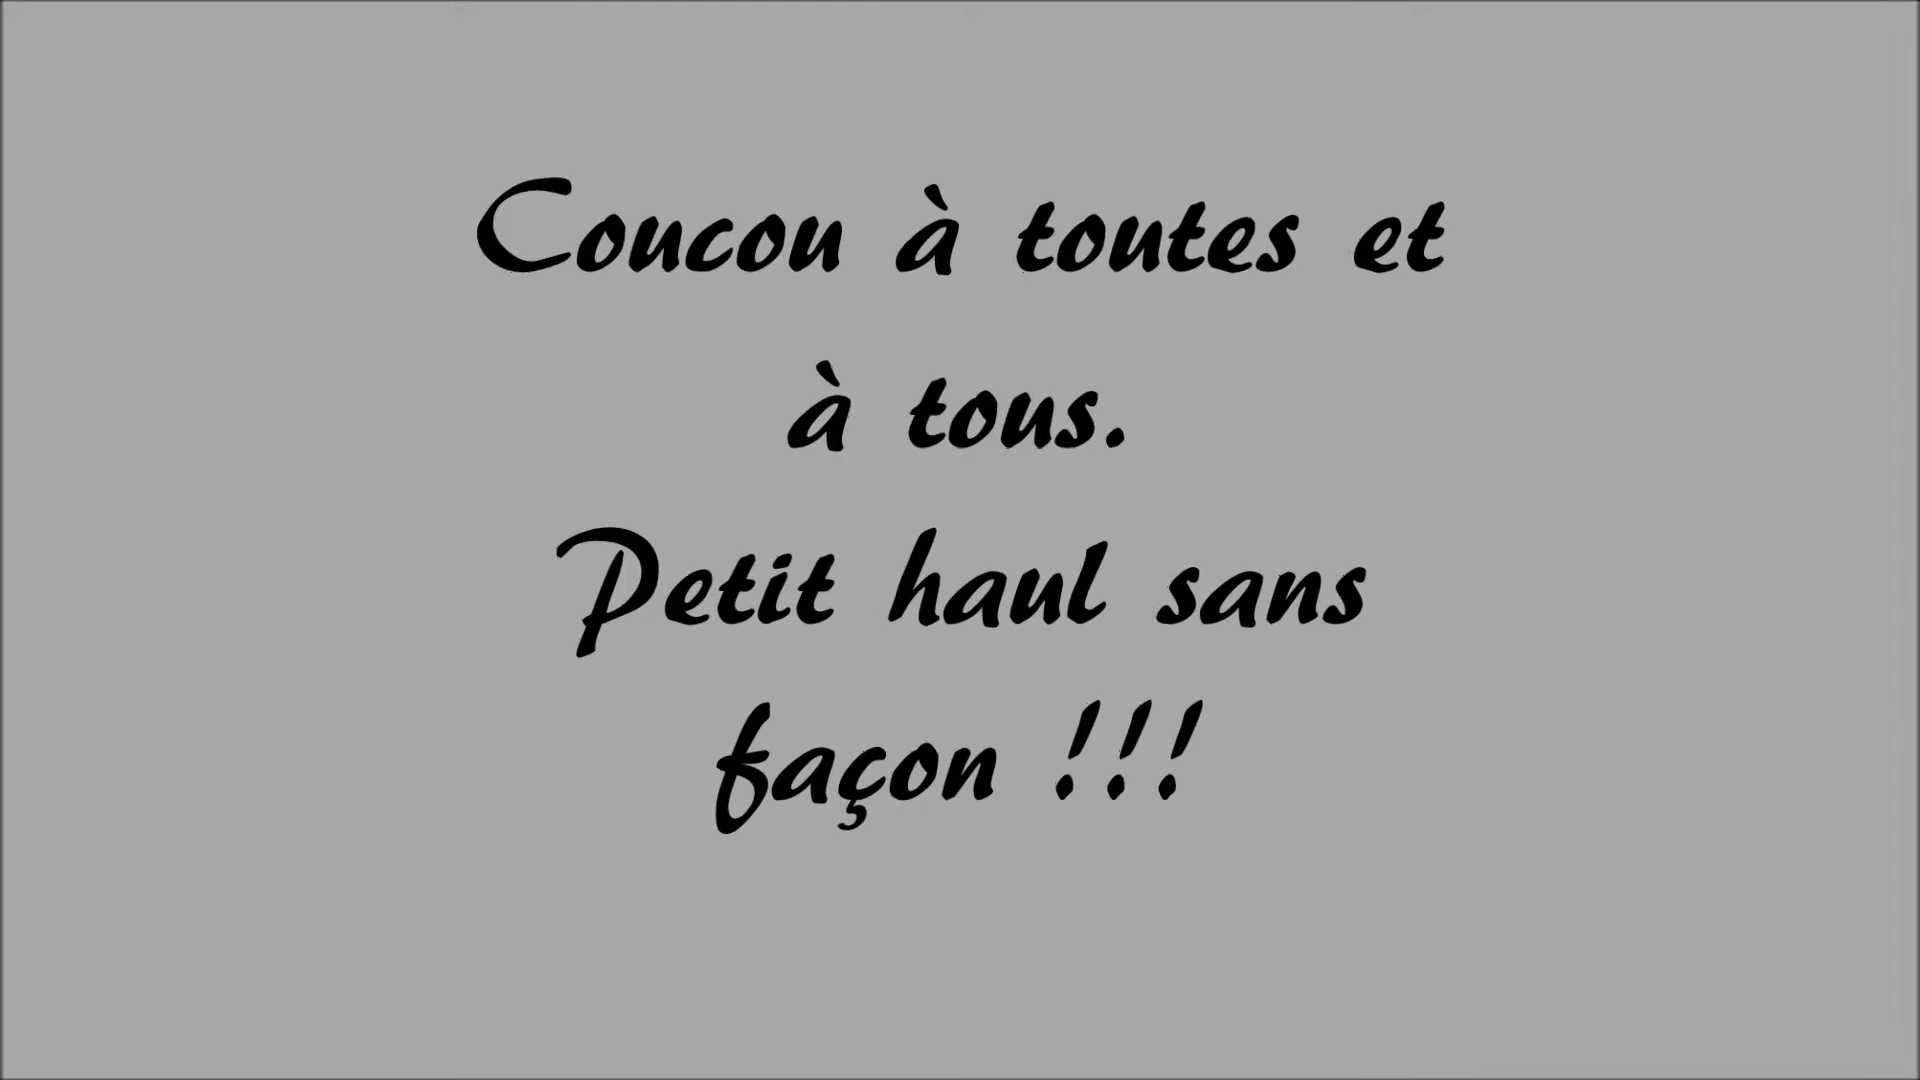 Coucou à toutes et
à tous.
Petit haul sans
façon !!!